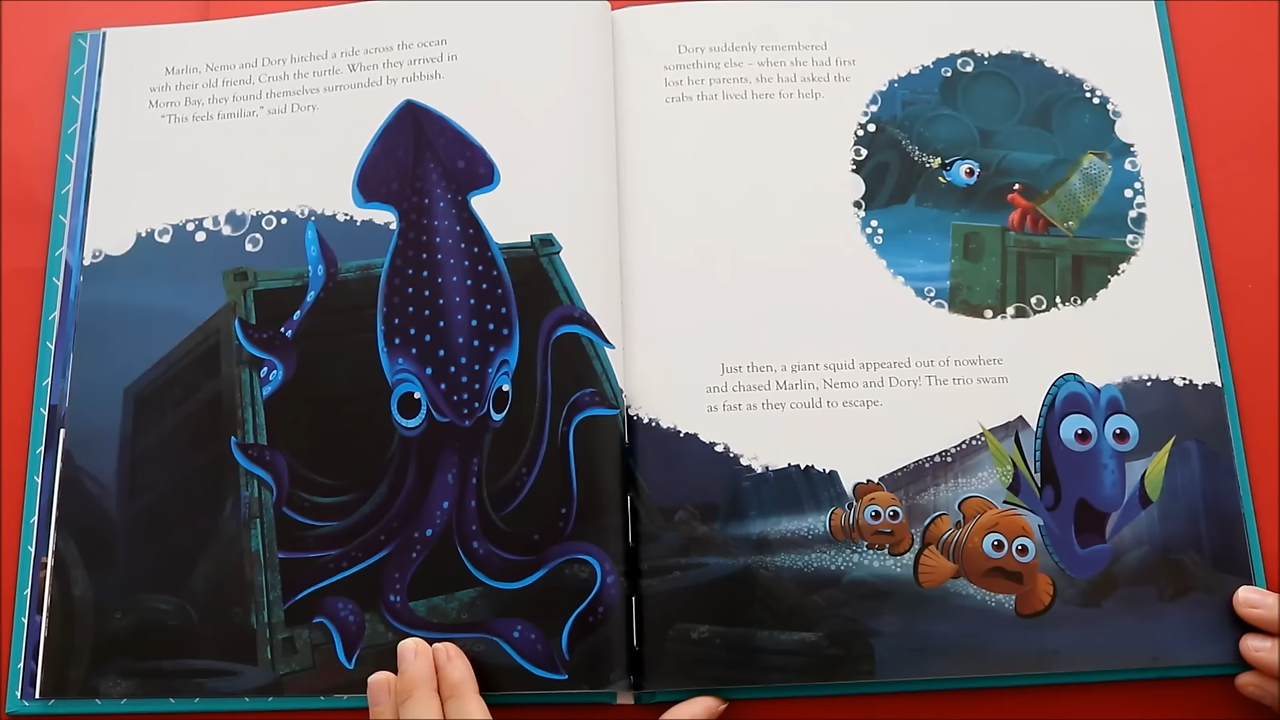 Marlin, Nemo and Dory hitched a ride across the ocean
with their old friend, Crush the turtle. When they arrived in
Morro Bay, they found themselves surrounded by rubbish.
"This feels familiar," said Dory.
Dory suddenly remembered
something else – when she had first
lost her parents, she had asked the
crabs that lived here for help.
Just then, a giant squid appeared out of nowhere
and chased Marlin, Nemo and Dory! The trio swam
as fast as they could to escape.